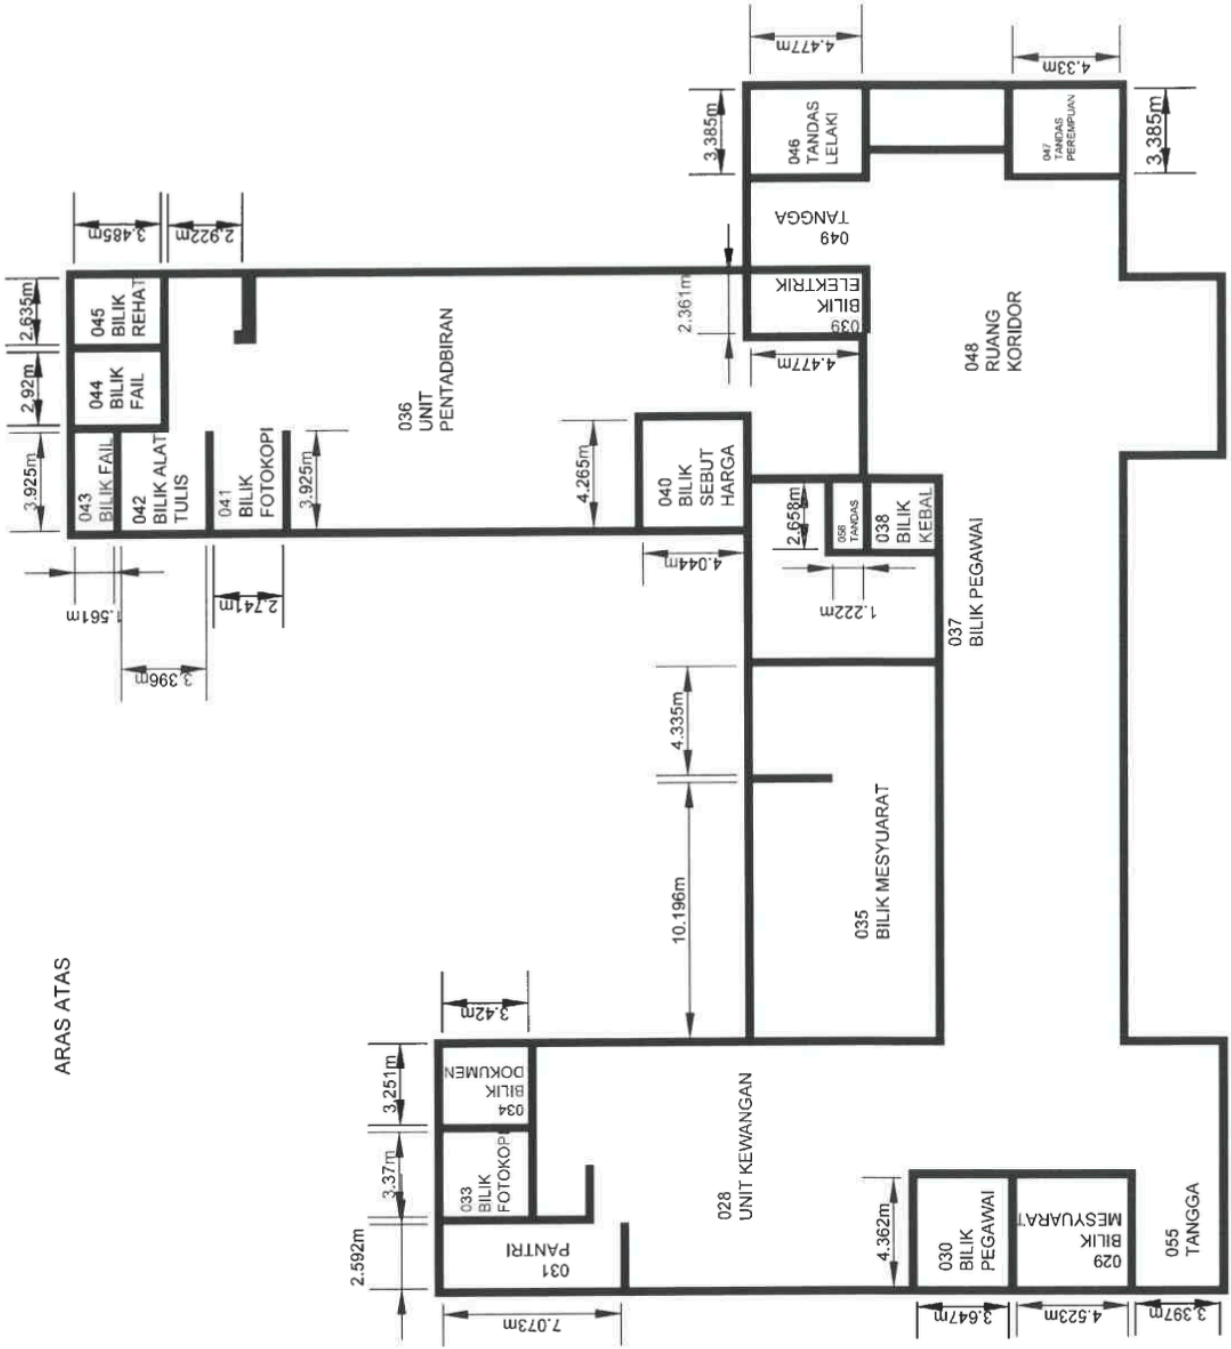 ARAS ATAS
4.477m
4.33m
3.385m
046
TANDAS
LELAKI
047
TANDAS
PEREMPUAN
3.385m
049
TANGGA
3.485m
2.922m
2.635m
2.92m
3.925m
045
BILIK
REHAT
044
BILIK
FAIL
043
BILIK FAIL
042
BILIK ALAT
TULIS
041
BILIK
FOTOKOPI
3.925m
1.561m
2.741m
3.396m
036
UNIT
PENTADBIRAN
2.361m
039
BILIK
ELEKTRIK
4.477m
048
RUANG
KORIDOR
4.265m
040
BILIK
SEBUT
HARGA
4.044m
2.658m
056
TANDAS
038
BILIK
KEBAL
1.222m
037
BILIK PEGAWAI
4.335m
10.196m
035
BILIK MESYUARAT
3.42m
3.251m
3.37m
2.592m
034
BILIK
DOKUMEN
033
BILIK
FOTOKOPI
031
PANTRI
7.073m
028
UNIT KEWANGAN
4.362m
030
BILIK
PEGAWAI
029
BILIK
MESYUARAT
055
TANGGA
3.647m
4.523m
3.397m